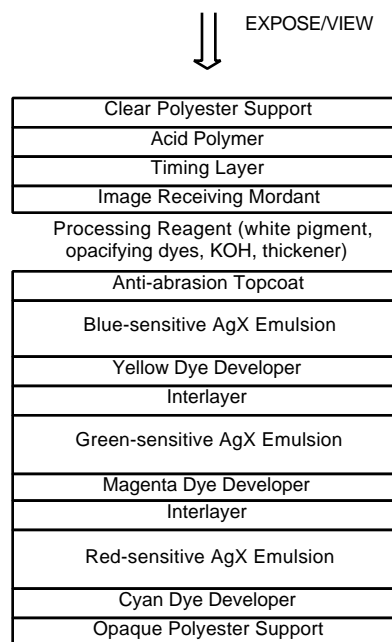 EXPOSE/VIEW
Clear Polyester Support
Acid Polymer
Timing Layer
Image Receiving Mordant
Processing Reagent (white pigment,
opacifying dyes, KOH, thickener)
Anti-abrasion Topcoat
Blue-sensitive AgX Emulsion
Yellow Dye Developer
Interlayer
Green-sensitive AgX Emulsion
Magenta Dye Developer
Interlayer
Red-sensitive AgX Emulsion
Cyan Dye Developer
Opaque Polyester Support